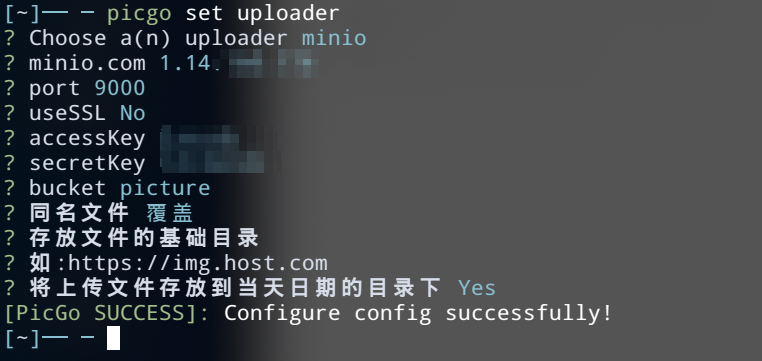 [~]── ─ picgo set uploader
? Choose a(n) uploader minio
? minio.com 1.14.
? port 9000
? useSSL No
? accessKey
? secretKey
? bucket picture
? 同名文件 覆盖
? 存放文件的基础目录
? 如:https://img.host.com
? 将上传文件存放到当天日期的目录下 Yes
[PicGo SUCCESS]: Configure config successfully!
[~]── ─